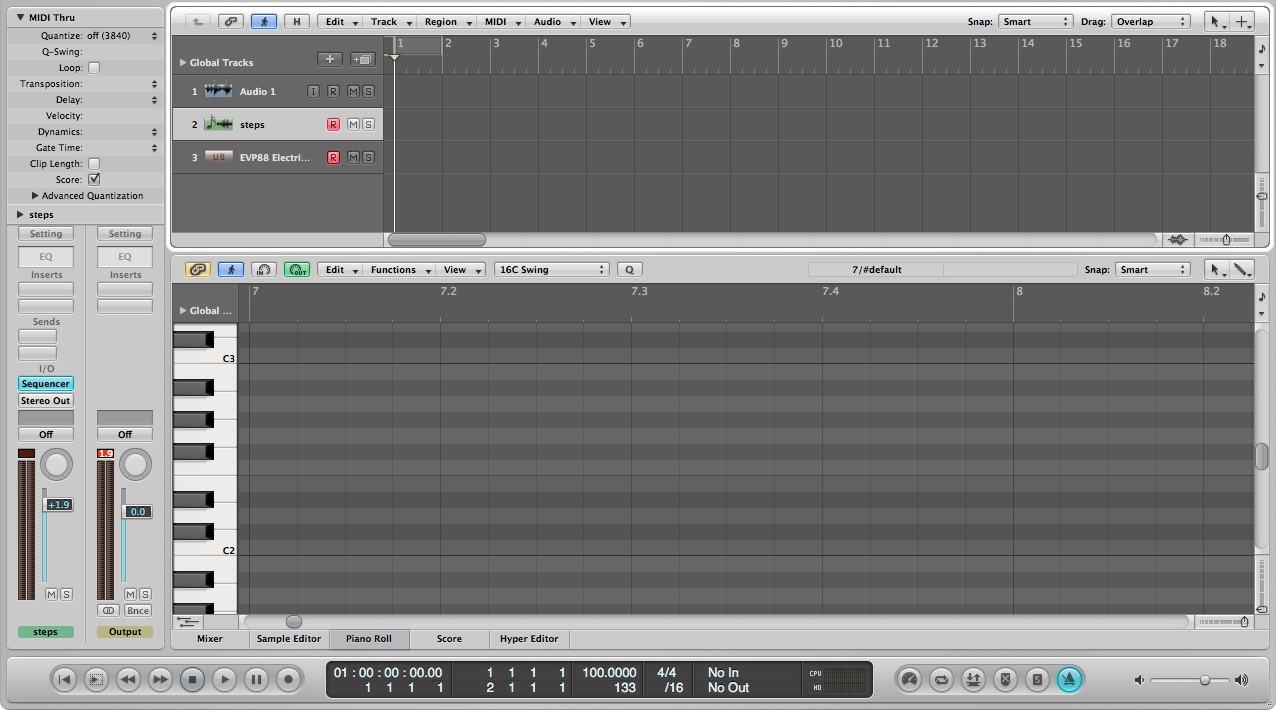 MIDI Thru
Quantize: off (3840)
Q-Swing:
Loop:
Transposition:
Delay:
Velocity:
Dynamics:
Gate Time:
Clip Length:
Score:
Advanced Quantization
steps
Setting Setting
EQ EQ
Inserts Inserts
Sends
I/O
Sequencer
Stereo Out
Off Off
1.9
+1.9 0.0
M S M S
Bnce
steps Output
H Edit Track Region MIDI Audio View Snap: Smart Drag: Overlap
1 2 3 4 5 6 7 8 9 10 11 12 13 14 15 16 17 18
Global Tracks
1 Audio 1 I R M S
2 steps R M S
3 U8 EVP88 Electri... R M S
IN OUT Edit Functions View 16C Swing Q 7/#default Snap: Smart
7 7.2 7.3 7.4 8 8.2
Global ...
C3
C2
Mixer Sample Editor Piano Roll Score Hyper Editor
01 : 00 : 00 : 00.00 1 1 1 1 100.0000 4/4 No In CPU
1 1 1 1 2 1 1 1 133 /16 No Out HD
S